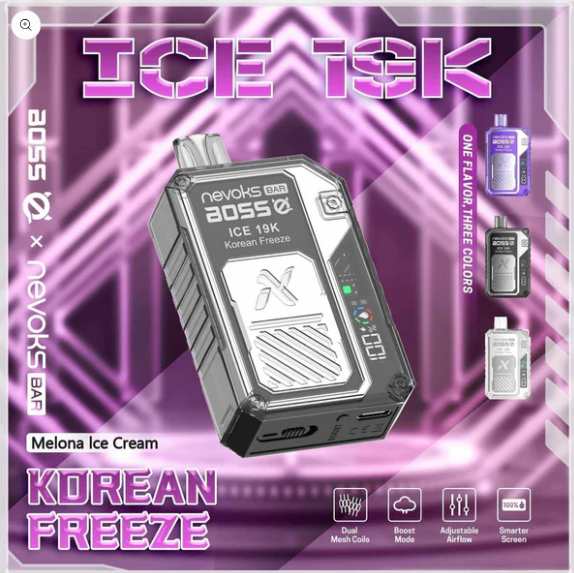 ICE 19K
BOSS
X
nevoks BAR
nevoks BAR
BOSS
ICE 19K
Korean Freeze
BOOST
ONE FLAVOR,THREE COLORS
Melona Ice Cream
KOREAN
FREEZE
Dual
Mesh Coils
Boost
Mode
Adjustable
Airflow
100%
Smarter
Screen